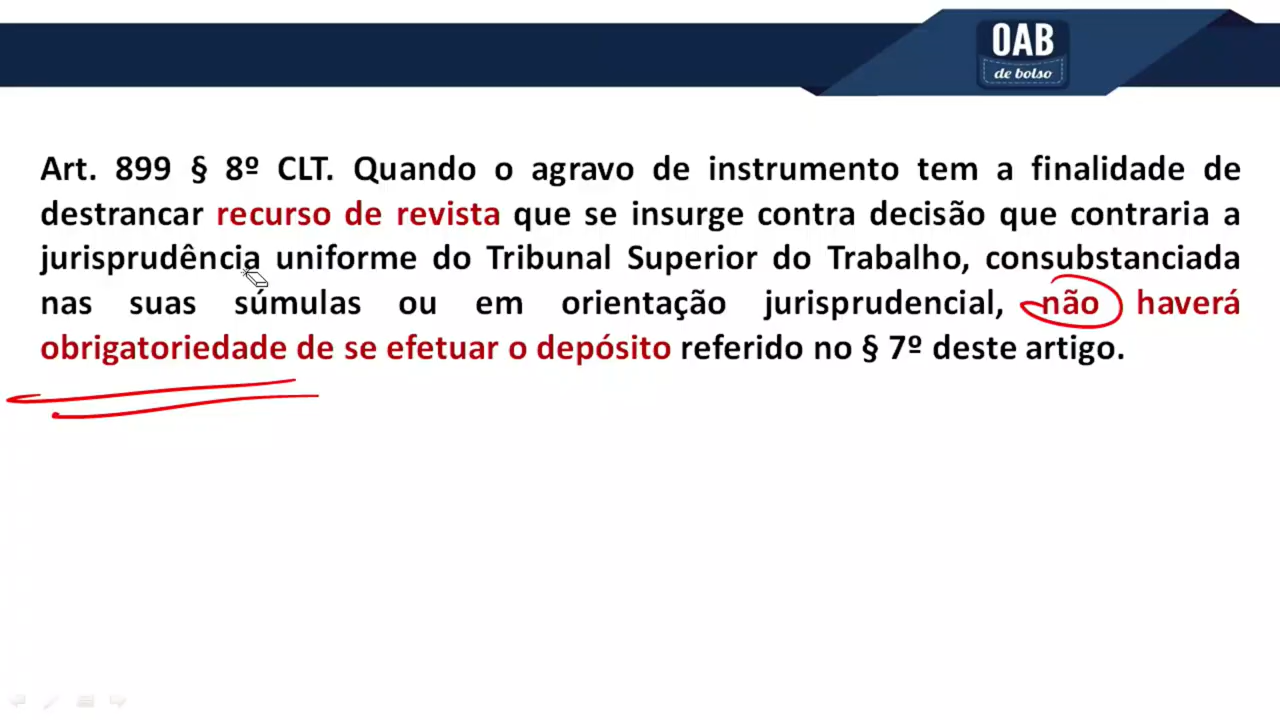 OAB
de bolso
Art. 899 § 8º CLT. Quando o agravo de instrumento tem a finalidade de
destrancar recurso de revista que se insurge contra decisão que contraria a
jurisprudência uniforme do Tribunal Superior do Trabalho, consubstanciada
nas suas súmulas ou em orientação jurisprudencial, não haverá
obrigatoriedade de se efetuar o depósito referido no § 7º deste artigo.